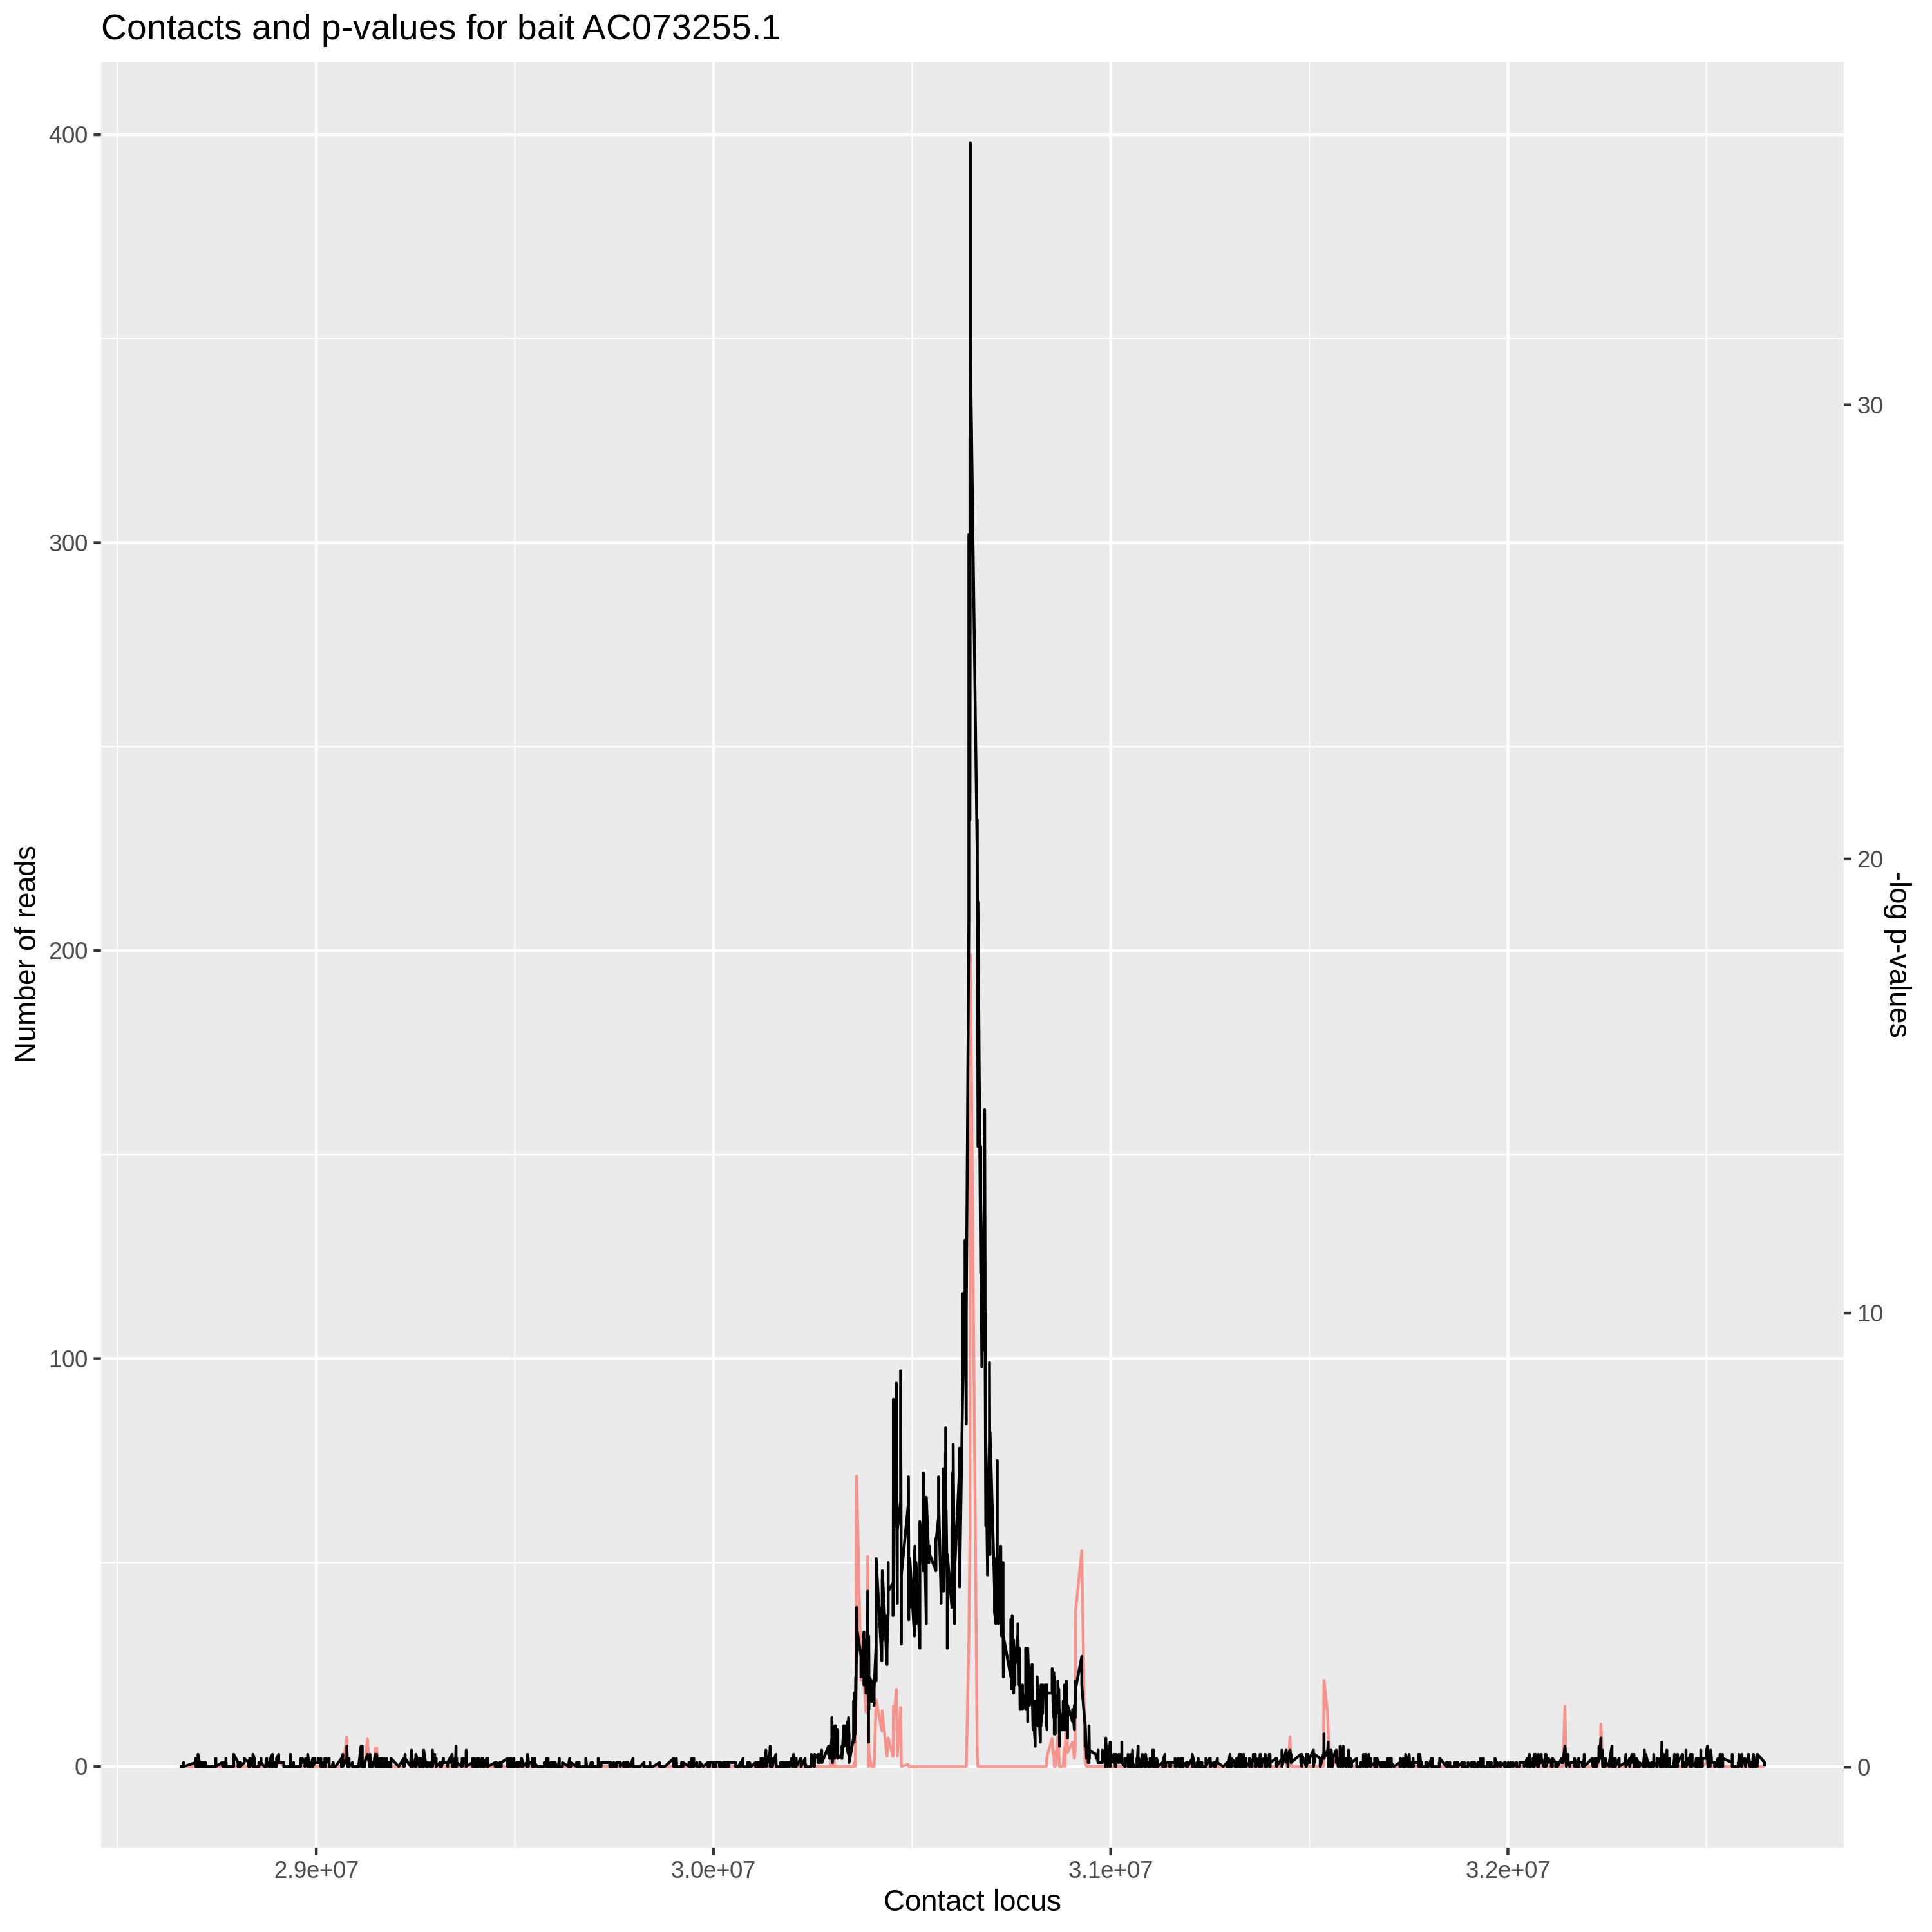 Contacts and p-values for bait AC073255.1
400
300
200
100
0
Number of reads
30
20
10
0
-log p-values
2.9e+07
3.0e+07
3.1e+07
3.2e+07
Contact locus